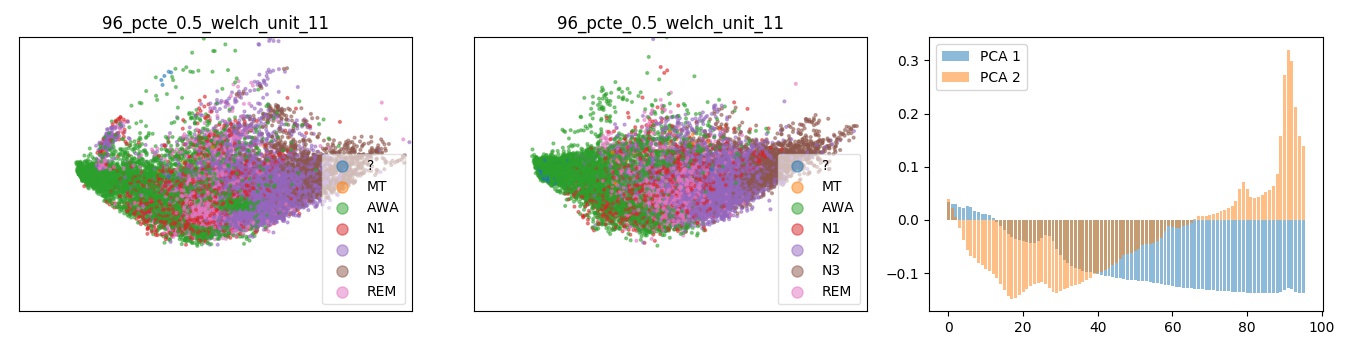 96_pcte_0.5_welch_unit_11
?
MT
AWA
N1
N2
N3
REM
96_pcte_0.5_welch_unit_11
?
MT
AWA
N1
N2
N3
REM
PCA 1
PCA 2
0.3
0.2
0.1
0.0
−0.1
0 20 40 60 80 100